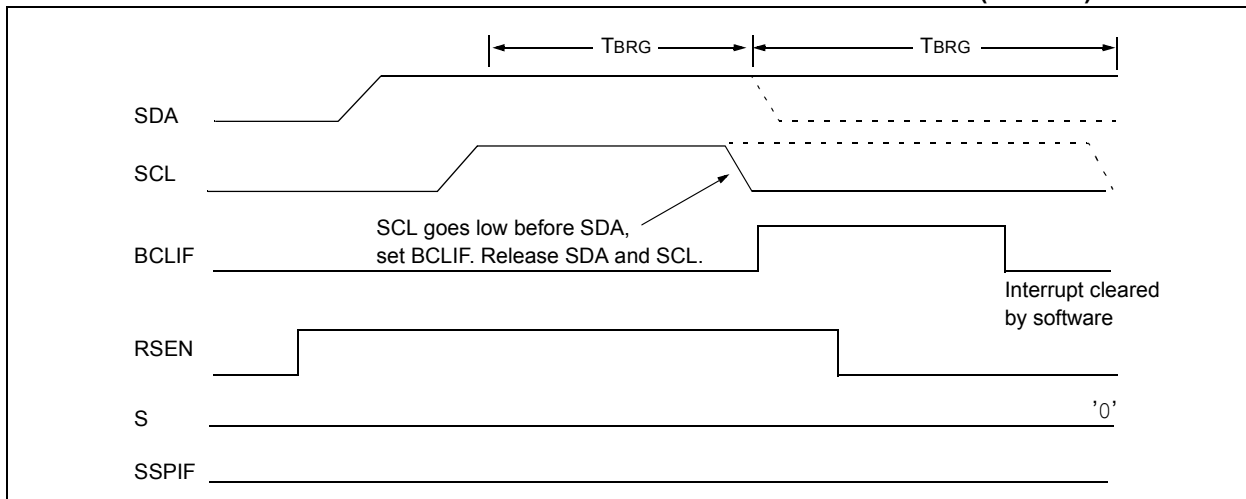 TBRG TBRG
SDA
SCL
SCL goes low before SDA,
set BCLIF. Release SDA and SCL.
BCLIF
Interrupt cleared
by software
RSEN
S '0'
SSPIF